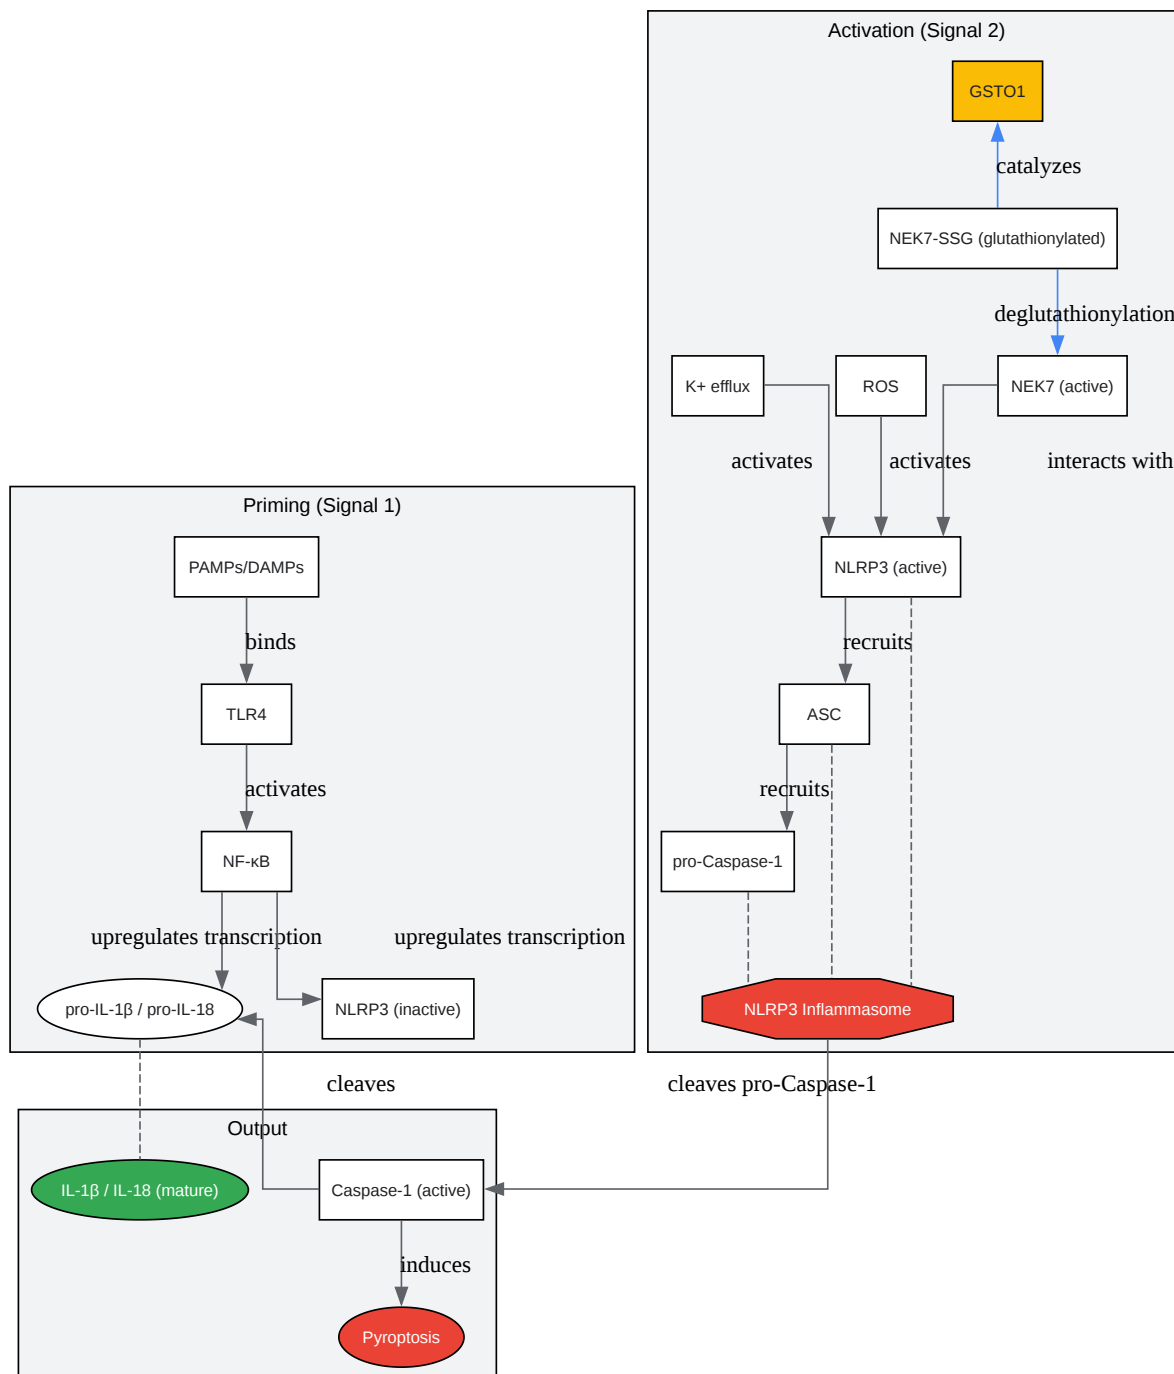 Activation (Signal 2)
GSTO1
catalyzes
NEK7-SSG (glutathionylated)
deglutathionylation
K+ efflux
ROS
NEK7 (active)
activates
activates
interacts with
Priming (Signal 1)
PAMPs/DAMPs
NLRP3 (active)
binds
recruits
TLR4
ASC
activates
recruits
NF-κB
pro-Caspase-1
upregulates transcription
upregulates transcription
pro-IL-1β / pro-IL-18
NLRP3 (inactive)
NLRP3 Inflammasome
cleaves
cleaves pro-Caspase-1
Output
IL-1β / IL-18 (mature)
Caspase-1 (active)
induces
Pyroptosis